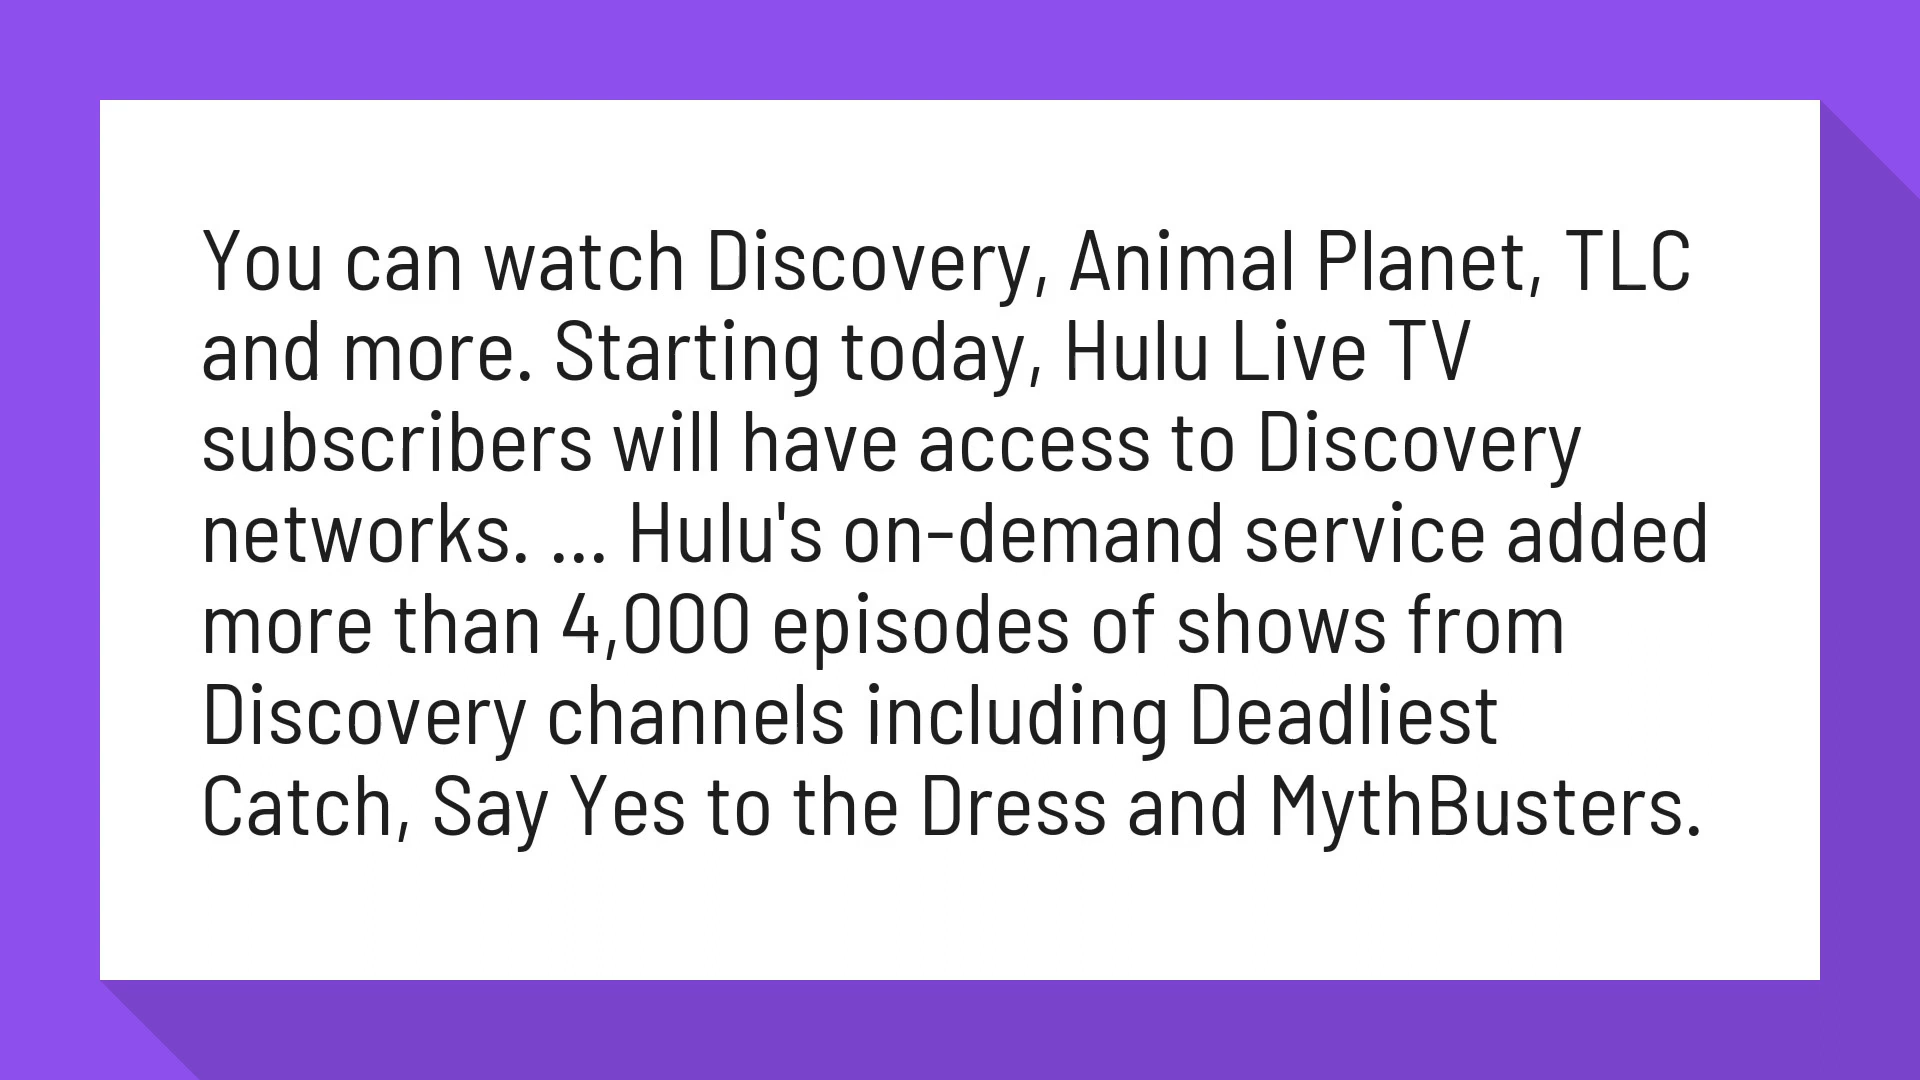 You can watch Discovery, Animal Planet, TLC
and more. Starting today, Hulu Live TV
subscribers will have access to Discovery
networks. ... Hulu's on-demand service added
more than 4,000 episodes of shows from
Discovery channels including Deadliest
Catch, Say Yes to the Dress and MythBusters.